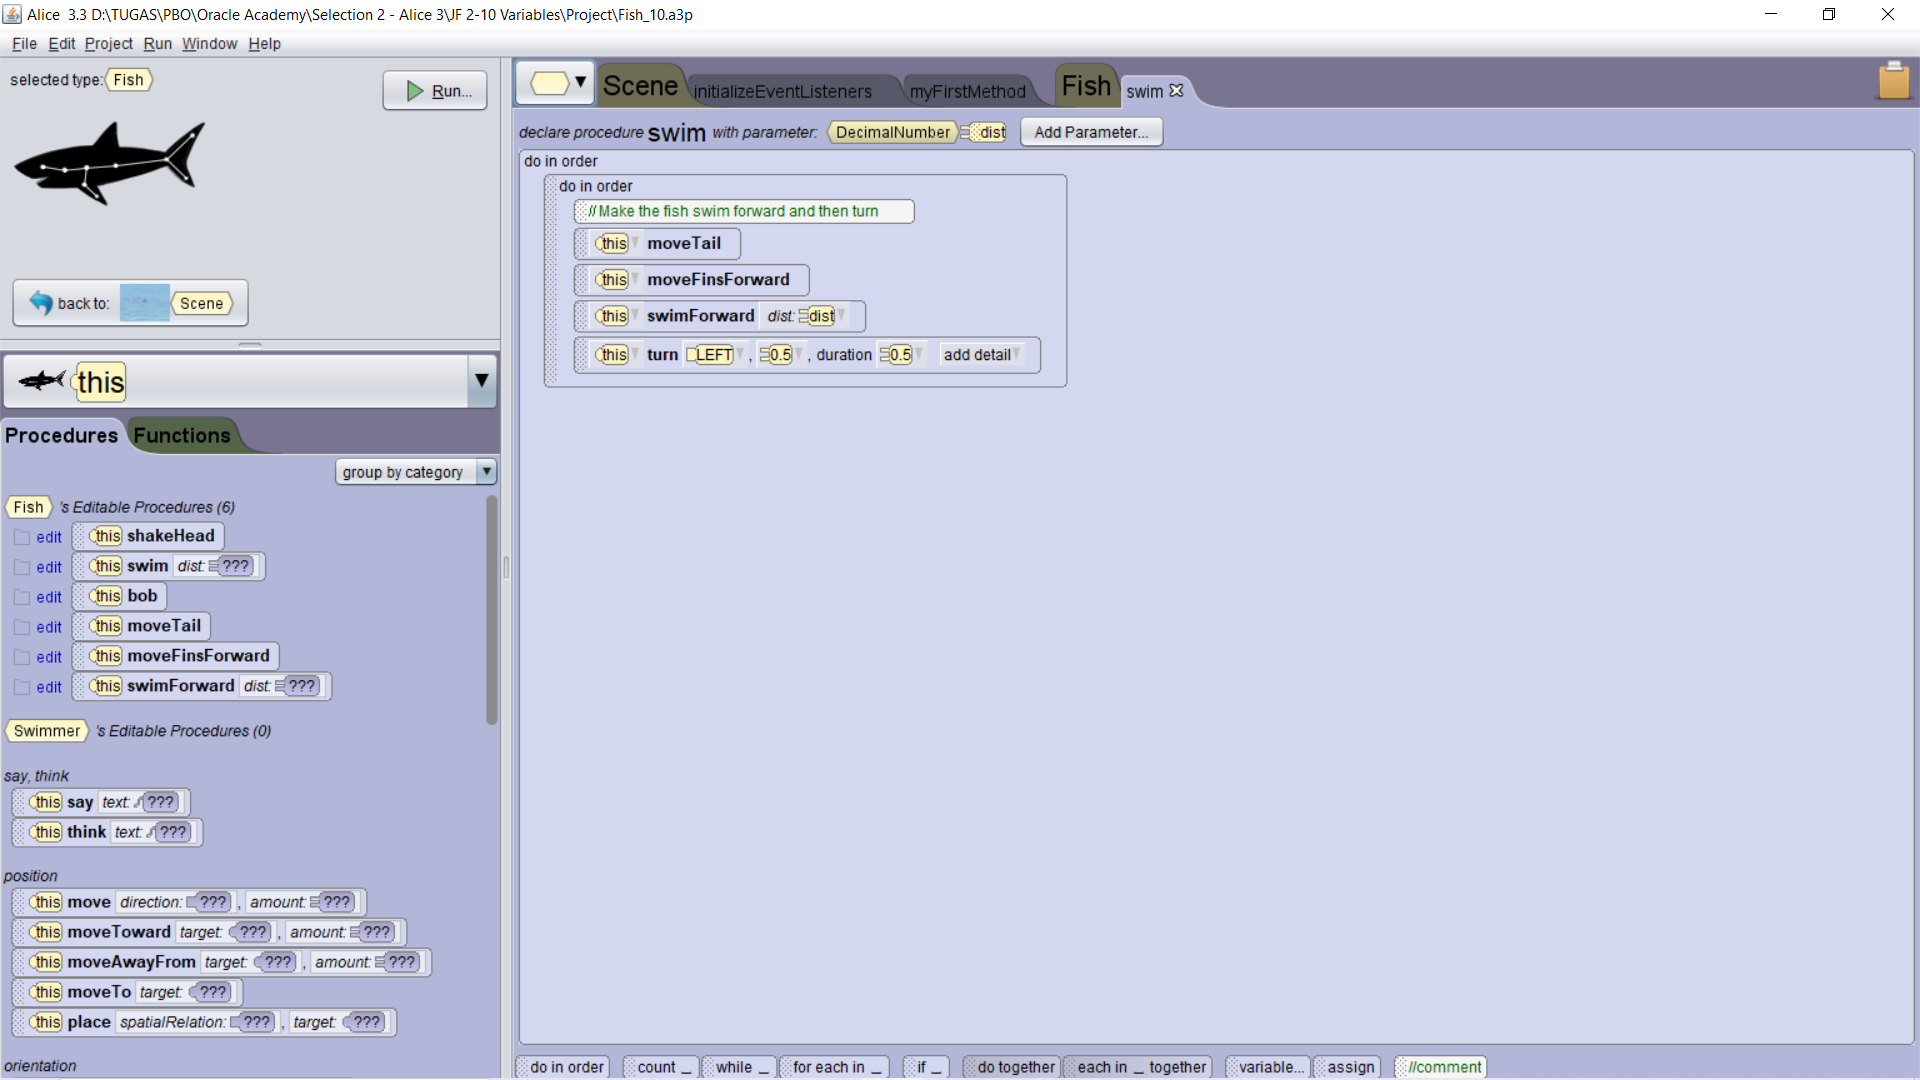 Alice 3.3 D:\TUGAS\PBO\Oracle Academy\Selection 2 - Alice 3\JF 2-10 Variables\Project\Fish_10.a3p
File Edit Project Run Window Help
selected type: Fish
Run...
back to: Scene
this
Procedures Functions
group by category
Fish 's Editable Procedures (6)
edit this shakeHead
edit this swim dist: ???
edit this bob
edit this moveTail
edit this moveFinsForward
edit this swimForward dist: ???
Swimmer 's Editable Procedures (0)
say, think
this say text: ???
this think text: ???
position
this move direction: ??? , amount: ???
this moveToward target: ??? , amount: ???
this moveAwayFrom target: ??? , amount: ???
this moveTo target: ???
this place spatialRelation: ??? , target: ???
orientation
Scene initializeEventListeners myFirstMethod Fish swim
declare procedure swim with parameter: DecimalNumber dist Add Parameter...
do in order
do in order
//Make the fish swim forward and then turn
this moveTail
this moveFinsForward
this swimForward dist: dist
this turn LEFT , 0.5 , duration 0.5 add detail
do in order count _ while _ for each in _ if _ do together each in _ together variable... assign //comment